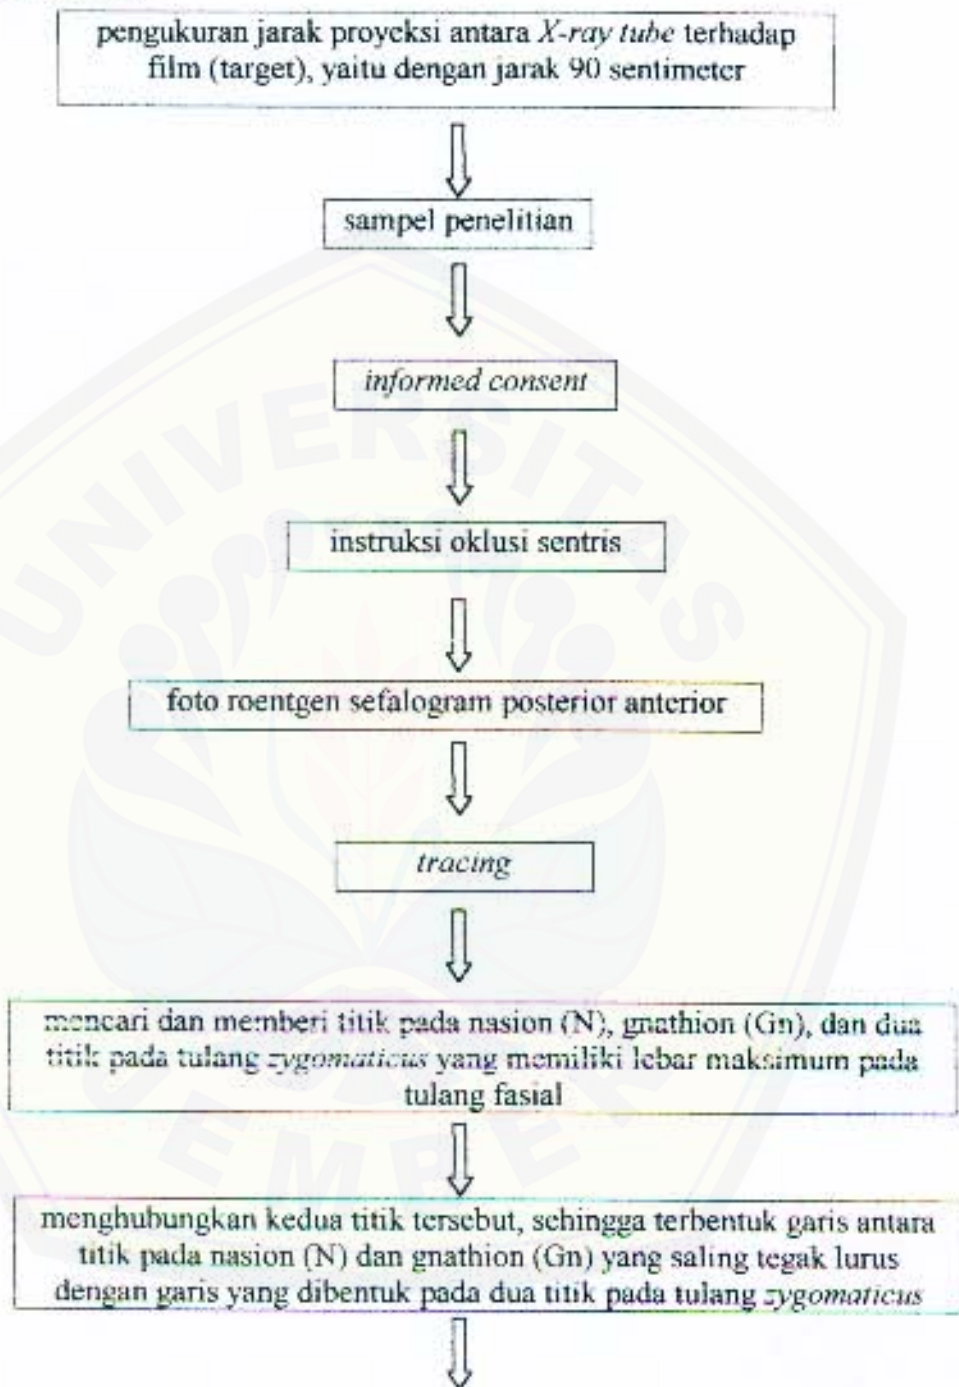 pengukuran jarak proyeksi antara X-ray tube terhadap
film (target), yaitu dengan jarak 90 sentimeter
sampel penelitian
informed consent
instruksi oklusi sentris
foto roentgen sefalogram posterior anterior
tracing
mencari dan memberi titik pada nasion (N), gnathion (Gn), dan dua
titik pada tulang zygomaticus yang memiliki lebar maksimum pada
tulang fasial
menghubungkan kedua titik tersebut, sehingga terbentuk garis antara
titik pada nasion (N) dan gnathion (Gn) yang saling tegak lurus
dengan garis yang dibentuk pada dua titik pada tulang zygomaticus
UNIVERSITAS
JEMBER